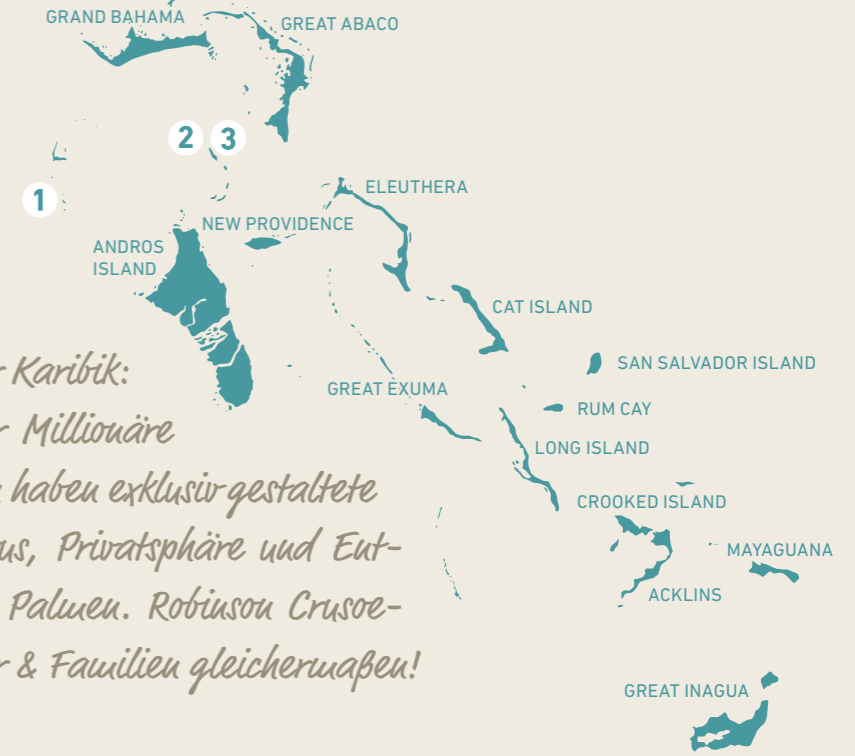 GRAND BAHAMA
GREAT ABACO
2 3
1
ELEUTHERA
NEW PROVIDENCE
ANDROS
ISLAND
CAT ISLAND
SAN SALVADOR ISLAND
GREAT EXUMA
RUM CAY
LONG ISLAND
CROOKED ISLAND
MAYAGUANA
ACKLINS
GREAT INAGUA
Karibik:
Millionäre
haben exklusiv gestaltete
Privatsphäre und Ent-
Palmen. Robinson Crusoe-
& Familien gleichermaßen!